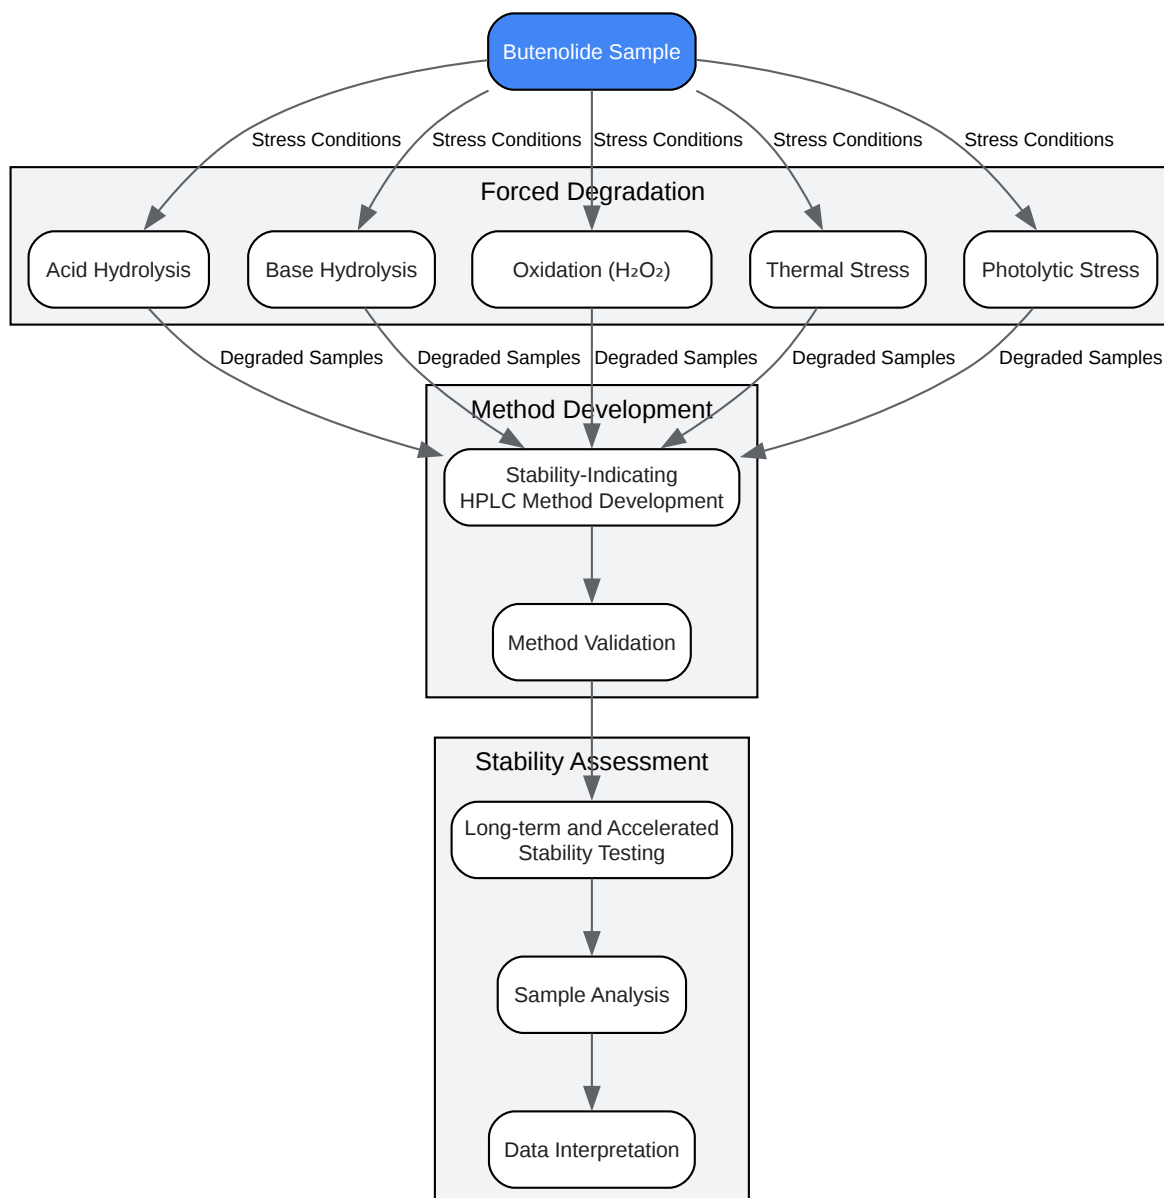 Butenolide Sample
Stress Conditions
Stress Conditions
Stress Conditions
Stress Conditions
Stress Conditions
Forced Degradation
Acid Hydrolysis
Base Hydrolysis
Oxidation (H₂O₂)
Thermal Stress
Photolytic Stress
Degraded Samples
Degraded Samples
Degraded Samples
Degraded Samples
Degraded Samples
Method Development
Stability-Indicating
HPLC Method Development
Method Validation
Stability Assessment
Long-term and Accelerated
Stability Testing
Sample Analysis
Data Interpretation